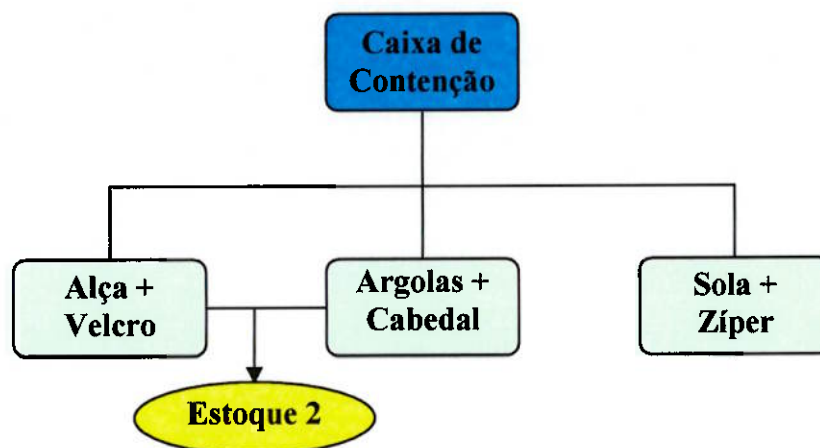 Caixa de
Contenção
Alça +
Velcro
Argolas +
Cabedal
Sola +
Zíper
Estoque 2